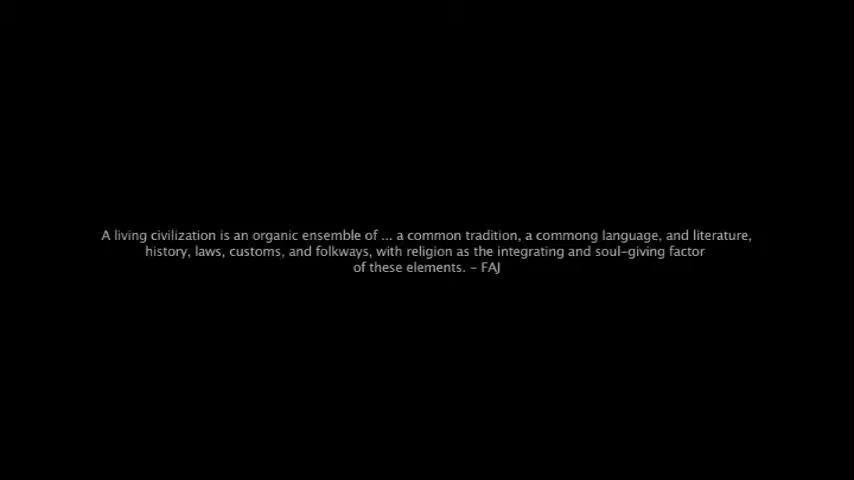 A living civilization is an organic ensemble of ... a common tradition, a commong language, and literature,
history, laws, customs, and folkways, with religion as the integrating and soul-giving factor
of these elements. - FAJ